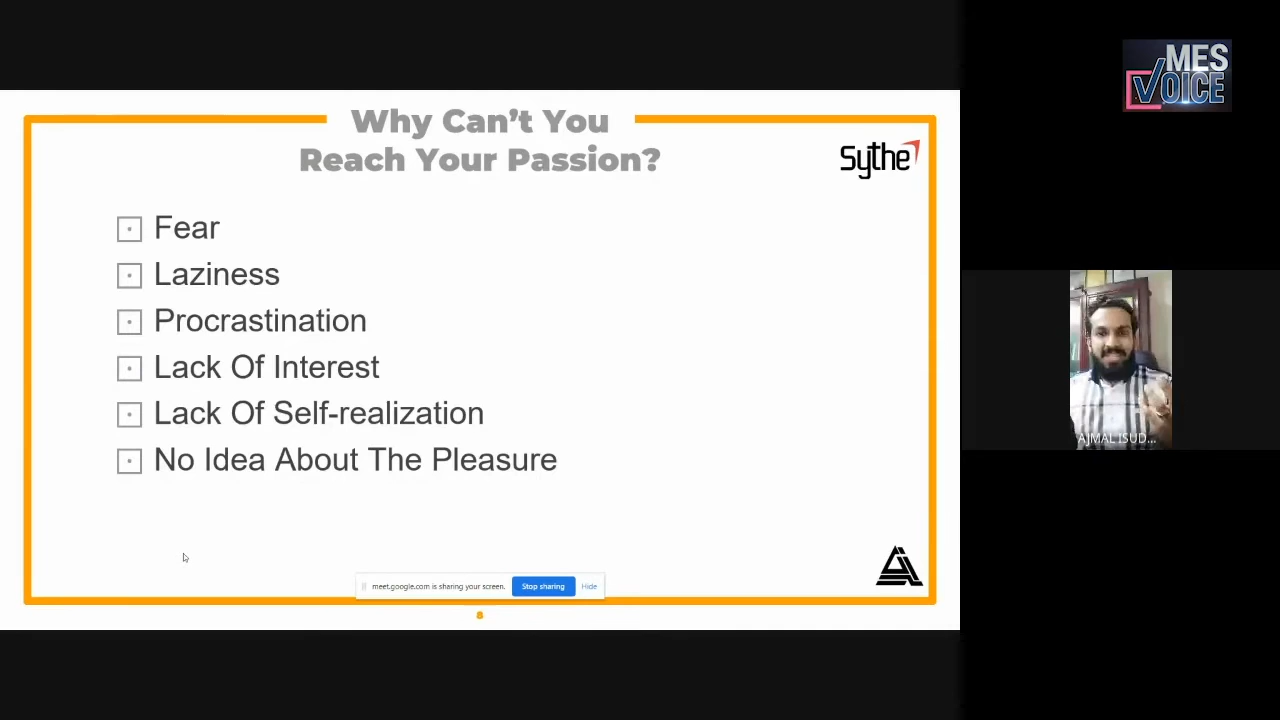 Why Can't You
Reach Your Passion?
Sythe
Fear
Laziness
Procrastination
Lack Of Interest
Lack Of Self-realization
No Idea About The Pleasure
meet.google.com is sharing your screen.
Stop sharing
Hide
8
MES
VOICE
AJMAL ISUD...